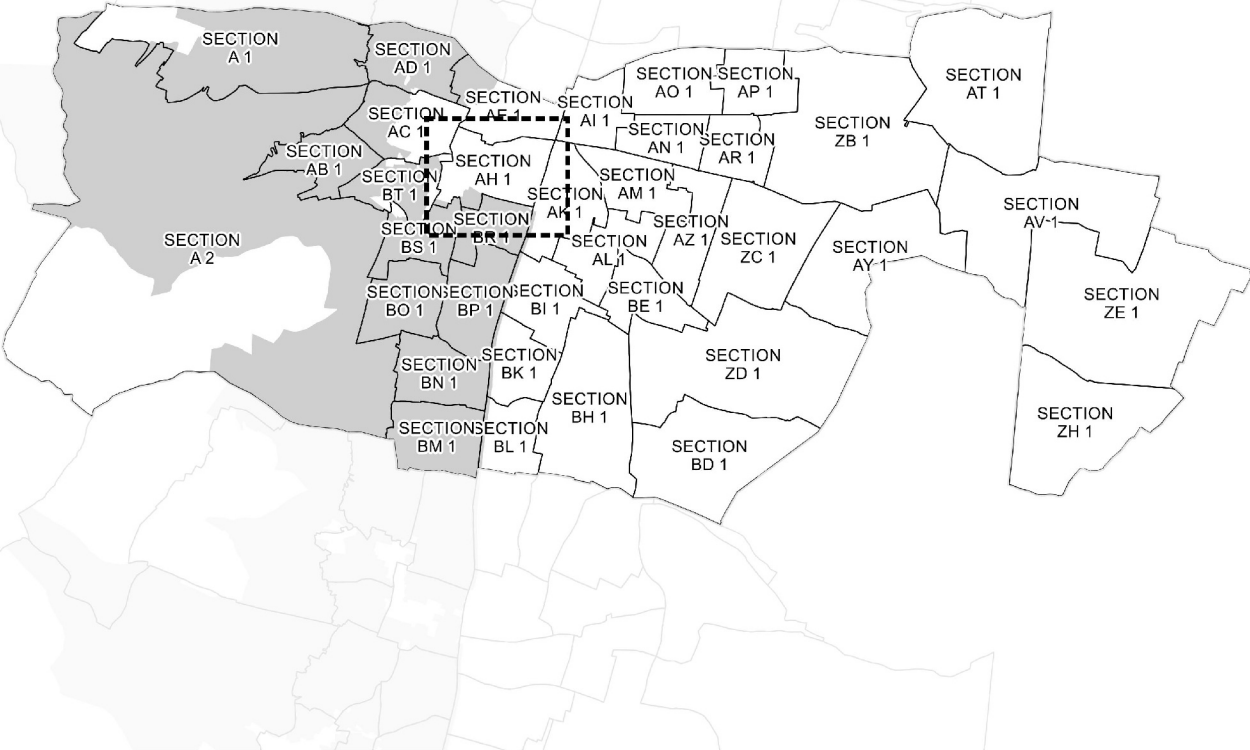 SECTION
A 1
SECTION
AD 1
SECTION
AE 1
SECTION
AC 1
SECTION
AI 1
SECTION
AO 1
SECTION
AP 1
SECTION
AT 1
SECTION
AN 1
SECTION
AR 1
SECTION
ZB 1
SECTION
AB 1
SECTION
BT 1
SECTION
AH 1
SECTION
AM 1
SECTION
AK 1
SECTION
AV 1
SECTION
A 2
SECTION
BS 1
SECTION
BR 1
SECTION
AL 1
SECTION
AZ 1
SECTION
ZC 1
SECTION
AY 1
SECTION
BO 1
SECTION
BP 1
SECTION
BI 1
SECTION
BE 1
SECTION
ZE 1
SECTION
BN 1
SECTION
BK 1
SECTION
ZD 1
SECTION
BH 1
SECTION
ZH 1
SECTION
BM 1
SECTION
BL 1
SECTION
BD 1